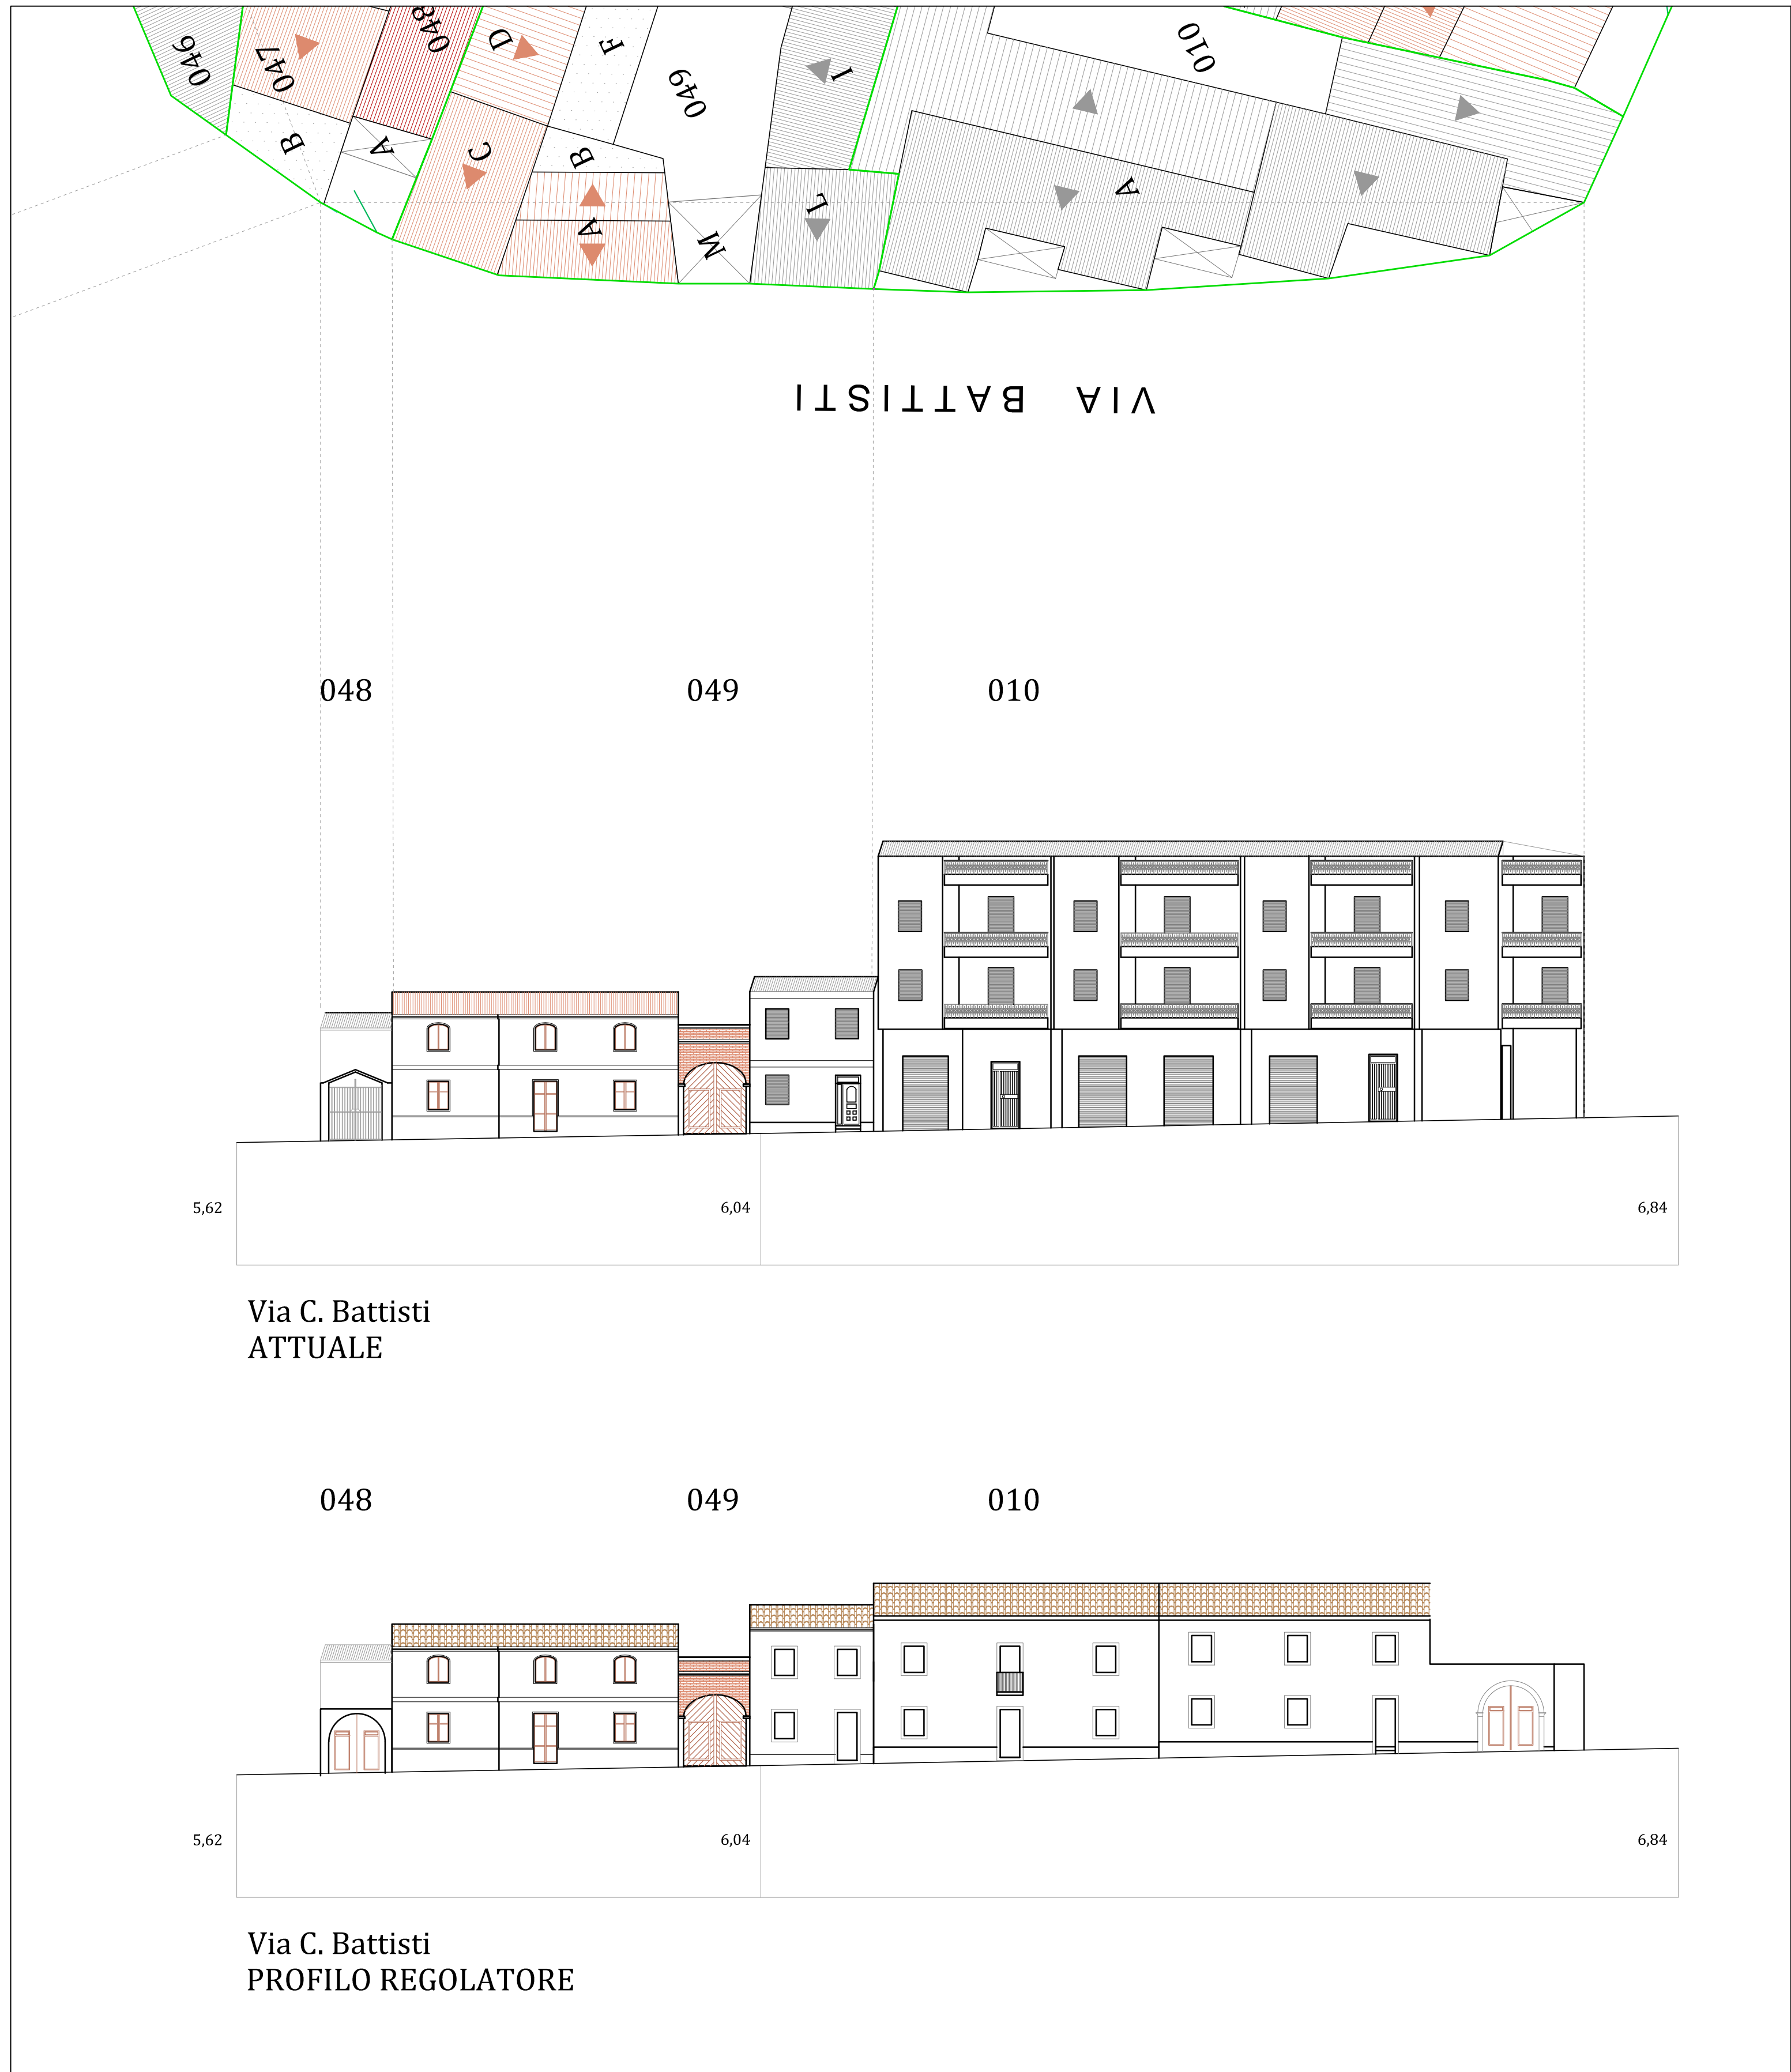 046
047
048
D
F
049
I
010
B
A
C
B
A
M
L
A
VIA BATTISTI
048 049 010
5,62 6,04 6,84
Via C. Battisti
ATTUALE
048 049 010
5,62 6,04 6,84
Via C. Battisti
PROFILO REGOLATORE